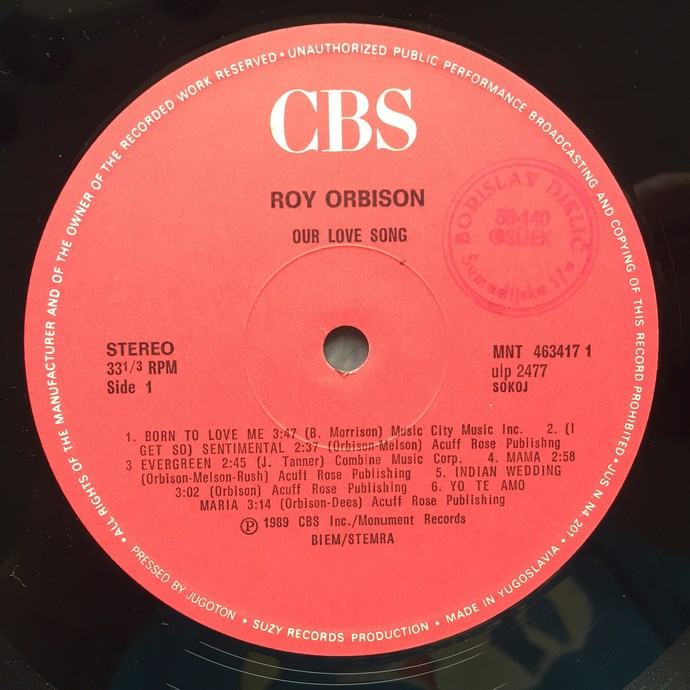 ALL RIGHTS OF THE MANUFACTURER AND OF THE OWNER OF THE RECORDED WORK RESERVED • UNAUTHORIZED PUBLIC PERFORMANCE BROADCASTING AND COPYING OF THIS RECORD PROHIBITED • JUS N N4 201 •
CBS
ROY ORBISON
OUR LOVE SONG
BORISLAV DIKLIĆ
54-140
OSIJEK
Šumadijska 1/a
STEREO
33 1/3 RPM
Side 1
MNT 463417 1
ulp 2477
SOKOJ
1. BORN TO LOVE ME 3:47 (B. Morrison) Music City Music Inc. 2. (I
GET SO) SENTIMENTAL 2:37 (Orbison-Melson) Acuff Rose Publishng
3 EVERGREEN 2:45 (J. Tanner) Combine Music Corp. 4. MAMA 2:58
(Orbison-Melson-Rush) Acuff Rose Publishing 5. INDIAN WEDDING
3:02 (Orbison) Acuff Rose Publishing 6. YO TE AMO
MARIA 3:14 (Orbison-Dees) Acuff Rose Publishing
℗ 1989 CBS Inc./Monument Records
BIEM/STEMRA
PRESSED BY JUGOTON • SUZY RECORDS PRODUCTION • MADE IN YUGOSLAVIA •